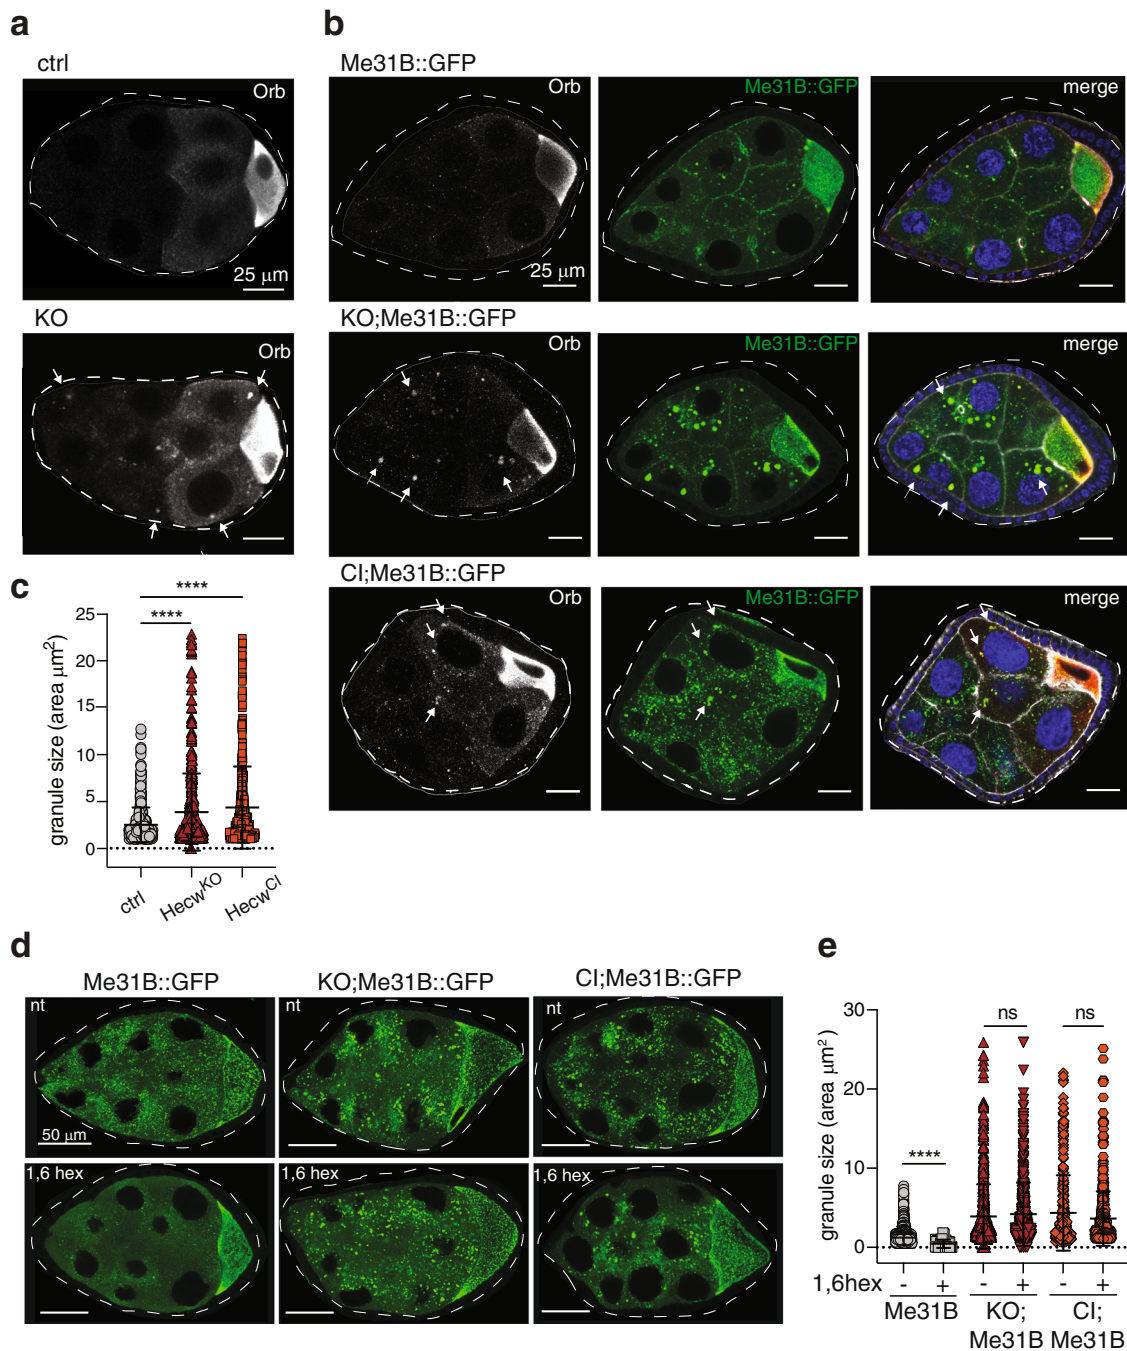 a
ctrl
Orb
25 µm
KO
Orb
b
Me31B::GFP
Orb
Me31B::GFP
merge
25 µm
KO;Me31B::GFP
Orb
Me31B::GFP
merge
CI;Me31B::GFP
Orb
Me31B::GFP
merge
c
****
****
granule size (area µm²)
25
20
15
10
5
0
ctrl
Hecw^KO
Hecw^CI
d
Me31B::GFP
KO;Me31B::GFP
CI;Me31B::GFP
nt
nt
nt
50 µm
1,6 hex
1,6 hex
1,6 hex
e
granule size (area µm²)
30
20
10
0
****
ns
ns
1,6hex - + - + - +
Me31B KO; CI;
Me31B Me31B